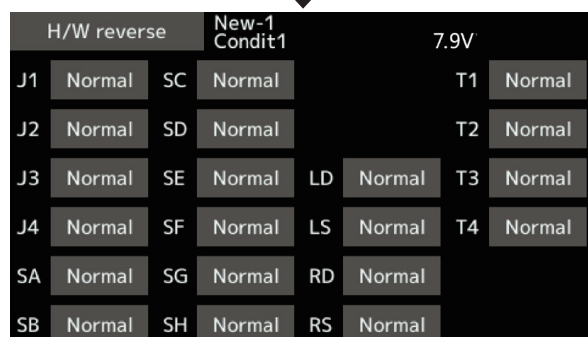 H/W reverse New-1
Condit1 7.9V
J1 Normal SC Normal T1 Normal
J2 Normal SD Normal T2 Normal
J3 Normal SE Normal LD Normal T3 Normal
J4 Normal SF Normal LS Normal T4 Normal
SA Normal SG Normal RD Normal
SB Normal SH Normal RS Normal